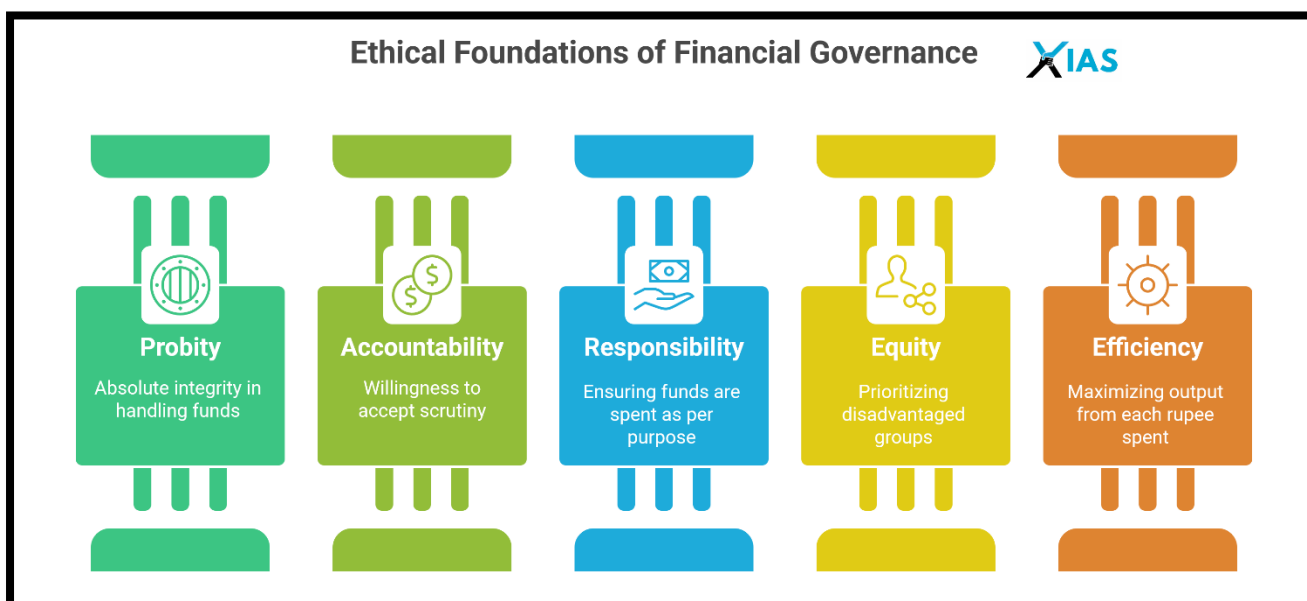 Ethical Foundations of Financial Governance
XIAS
Probity
Absolute integrity in
handling funds
Accountability
Willingness to
accept scrutiny
Responsibility
Ensuring funds are
spent as per
purpose
Equity
Prioritizing
disadvantaged
groups
Efficiency
Maximizing output
from each rupee
spent